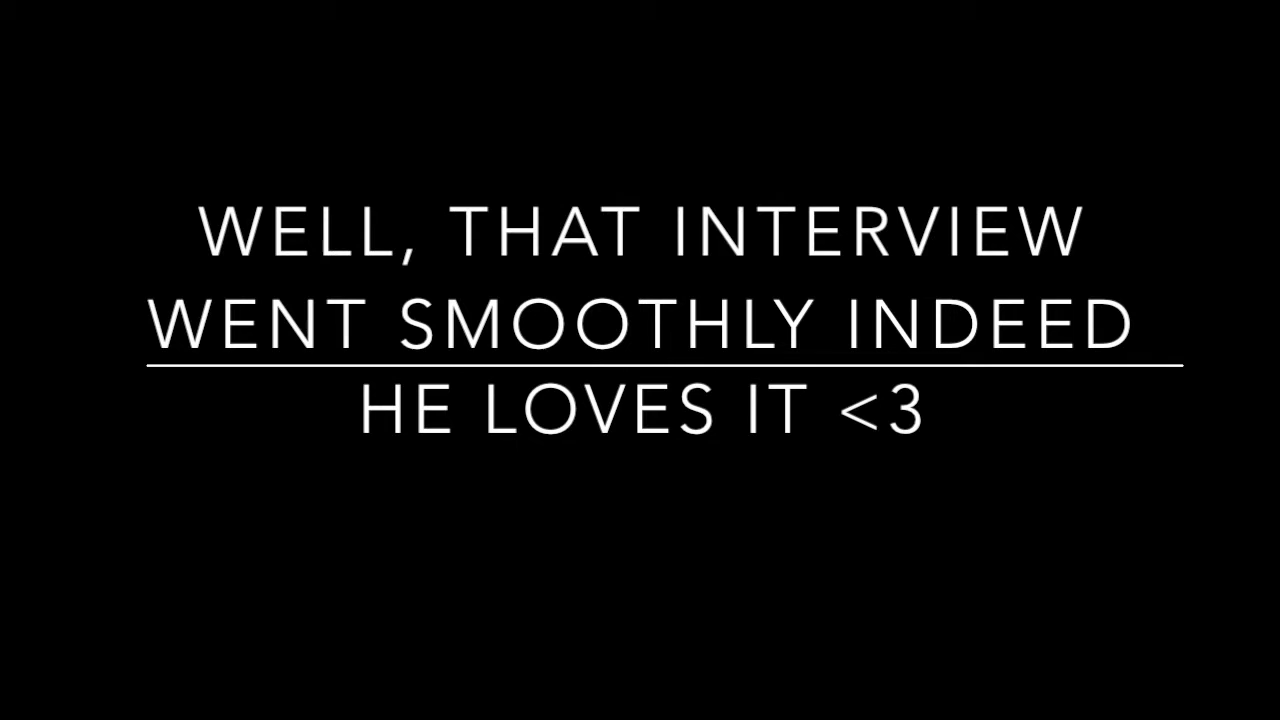 WELL, THAT INTERVIEW
WENT SMOOTHLY INDEED
HE LOVES IT <3